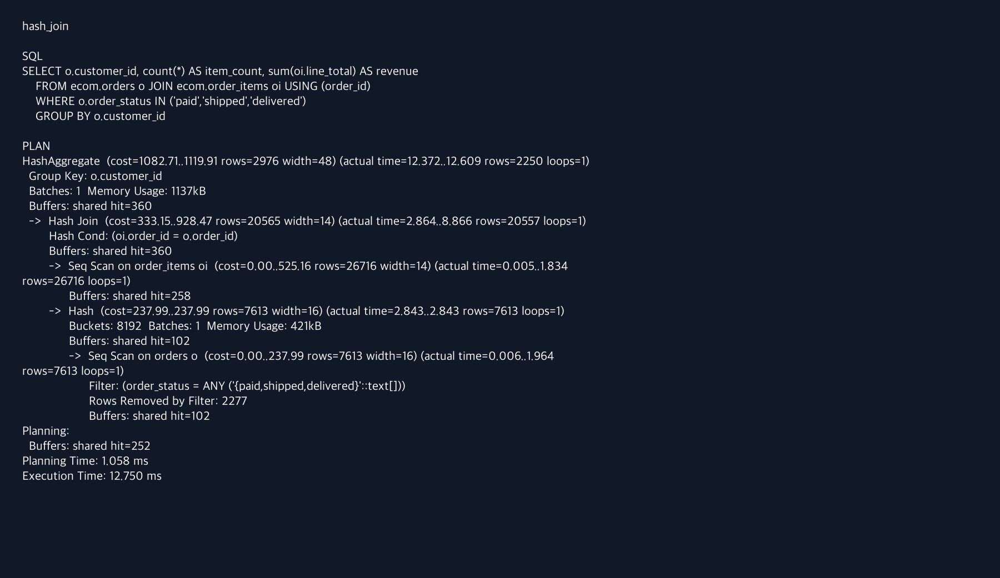 hash_join
SQL
SELECT o.customer_id, count(*) AS item_count, sum(oi.line_total) AS revenue
FROM ecom.orders o JOIN ecom.order_items oi USING (order_id)
WHERE o.order_status IN ('paid','shipped','delivered')
GROUP BY o.customer_id
PLAN
HashAggregate  (cost=1082.71..1119.91 rows=2976 width=48) (actual time=12.372..12.609 rows=2250 loops=1)
Group Key: o.customer_id
Batches: 1  Memory Usage: 1137kB
Buffers: shared hit=360
->  Hash Join  (cost=333.15..928.47 rows=20565 width=14) (actual time=2.864..8.866 rows=20557 loops=1)
Hash Cond: (oi.order_id = o.order_id)
Buffers: shared hit=360
->  Seq Scan on order_items oi  (cost=0.00..525.16 rows=26716 width=14) (actual time=0.005..1.834
rows=26716 loops=1)
Buffers: shared hit=258
->  Hash  (cost=237.99..237.99 rows=7613 width=16) (actual time=2.843..2.843 rows=7613 loops=1)
Buckets: 8192  Batches: 1  Memory Usage: 421kB
Buffers: shared hit=102
->  Seq Scan on orders o  (cost=0.00..237.99 rows=7613 width=16) (actual time=0.006..1.964
rows=7613 loops=1)
Filter: (order_status = ANY ('{paid,shipped,delivered}'::text[]))
Rows Removed by Filter: 2277
Buffers: shared hit=102
Planning:
Buffers: shared hit=252
Planning Time: 1.058 ms
Execution Time: 12.750 ms